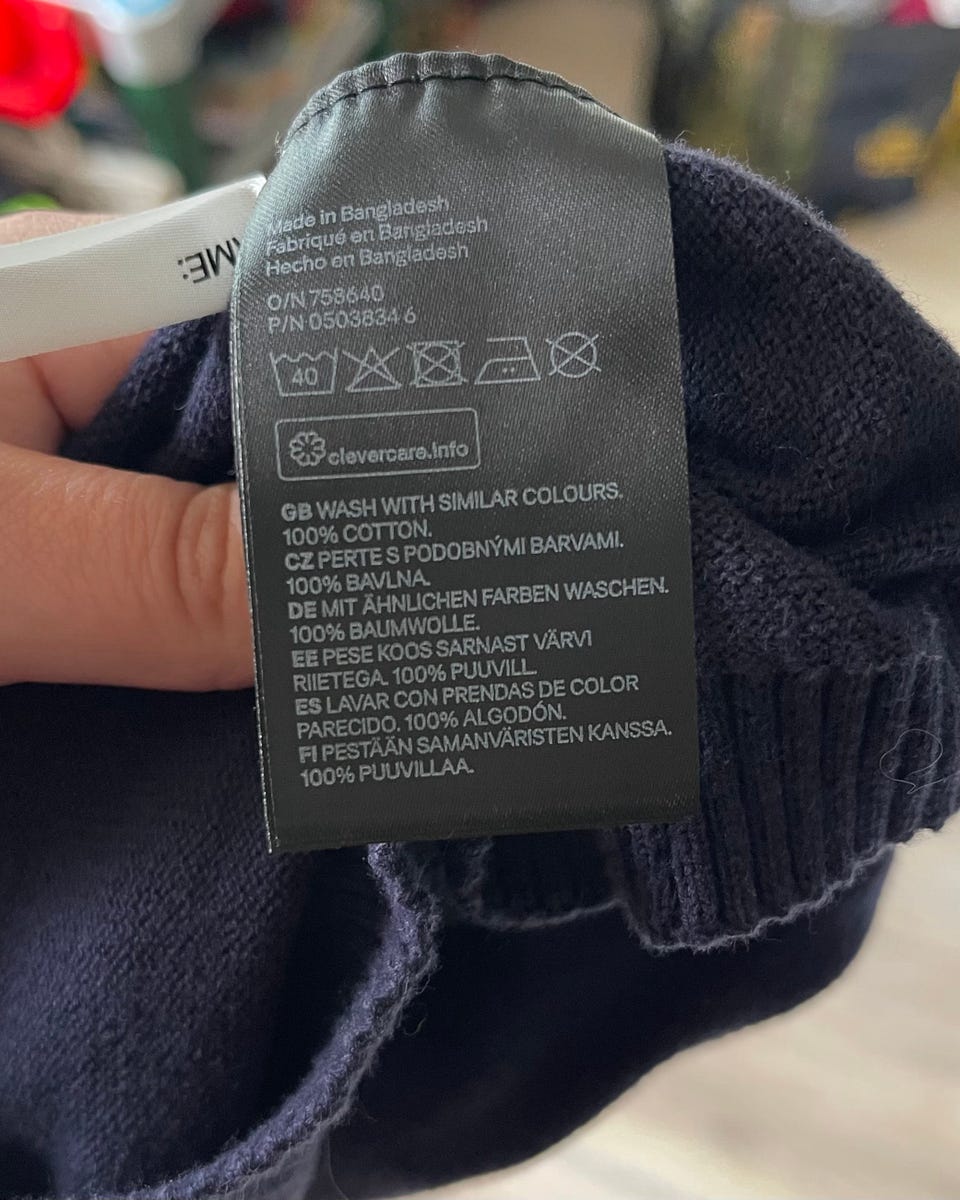 Made in Bangladesh
Fabriqué en Bangladesh
Hecho en Bangladesh
O/N 758640
P/N 0503834 6
40
clevercare.info
GB WASH WITH SIMILAR COLOURS.
100% COTTON.
CZ PERTE S PODOBNÝMI BARVAMI.
100% BAVLNA.
DE MIT ÄHNLICHEN FARBEN WASCHEN.
100% BAUMWOLLE.
EE PESE KOOS SARNAST VÄRVI
RIIETEGA. 100% PUUVILL.
ES LAVAR CON PRENDAS DE COLOR
PARECIDO. 100% ALGODÓN.
FI PESTÄÄN SAMANVÄRISTEN KANSSA.
100% PUUVILLAA.